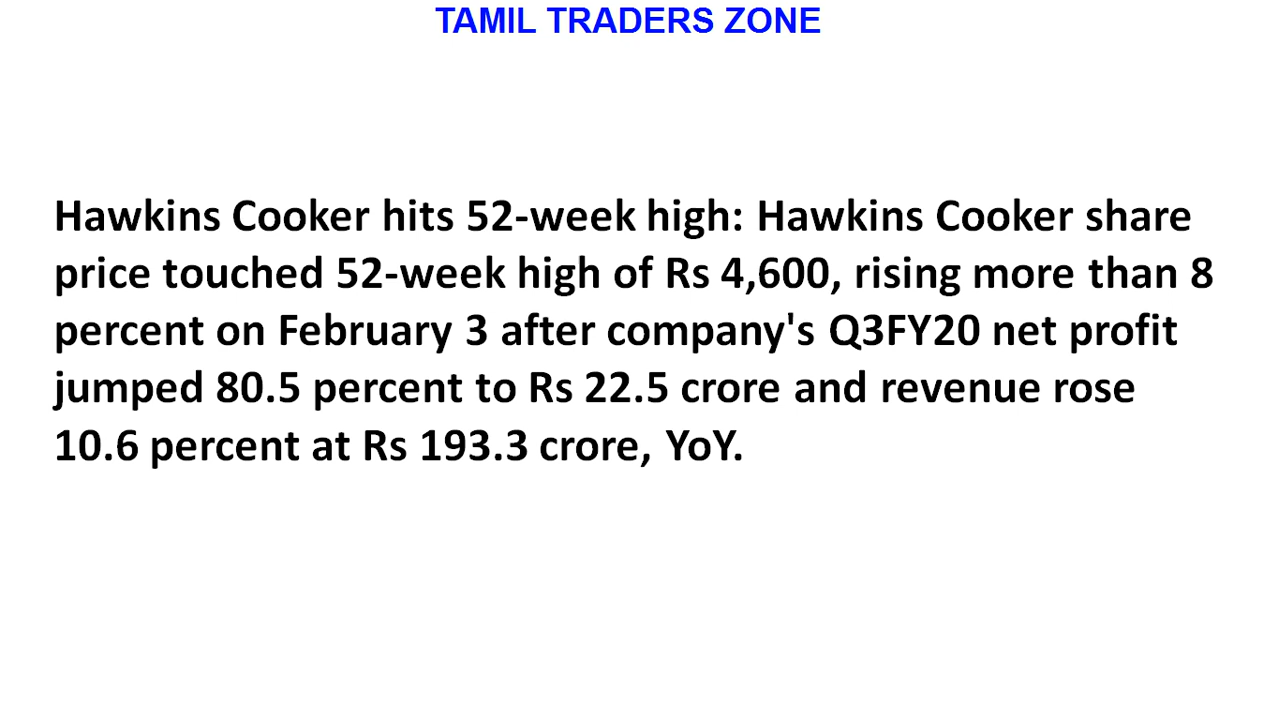 TAMIL TRADERS ZONE
Hawkins Cooker hits 52-week high: Hawkins Cooker share
price touched 52-week high of Rs 4,600, rising more than 8
percent on February 3 after company's Q3FY20 net profit
jumped 80.5 percent to Rs 22.5 crore and revenue rose
10.6 percent at Rs 193.3 crore, YoY.